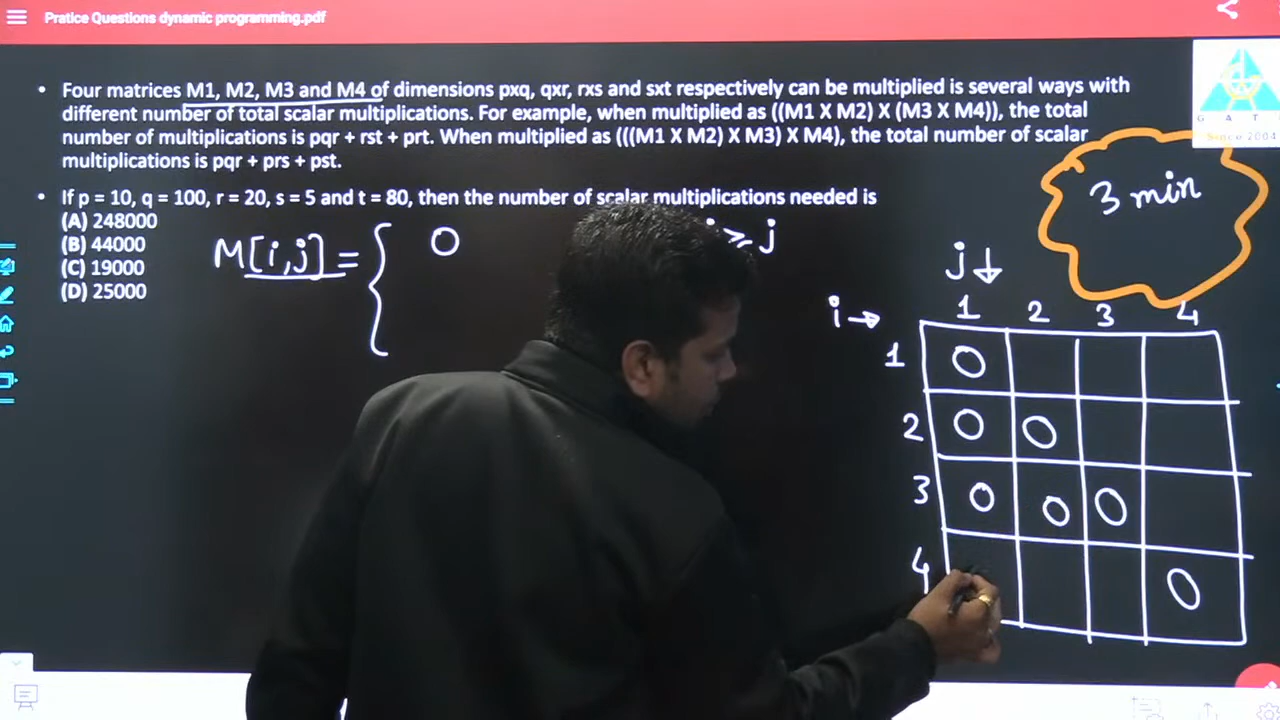 Pratice Questions dynamic programming.pdf
• Four matrices M1, M2, M3 and M4 of dimensions pxq, qxr, rxs and sxt respectively can be multiplied is several ways with
different number of total scalar multiplications. For example, when multiplied as ((M1 X M2) X (M3 X M4)), the total
number of multiplications is pqr + rst + prt. When multiplied as (((M1 X M2) X M3) X M4), the total number of scalar
multiplications is pqr + prs + pst.
• If p = 10, q = 100, r = 20, s = 5 and t = 80, then the number of scalar multiplications needed is
(A) 248000
(B) 44000
(C) 19000
(D) 25000
GAT
Since 2004
3 min
M[i,j] = { 0 ≥ j
j ↓
i →
1 2 3 4
1 0
2 0 0
3 0 0 0
4 0